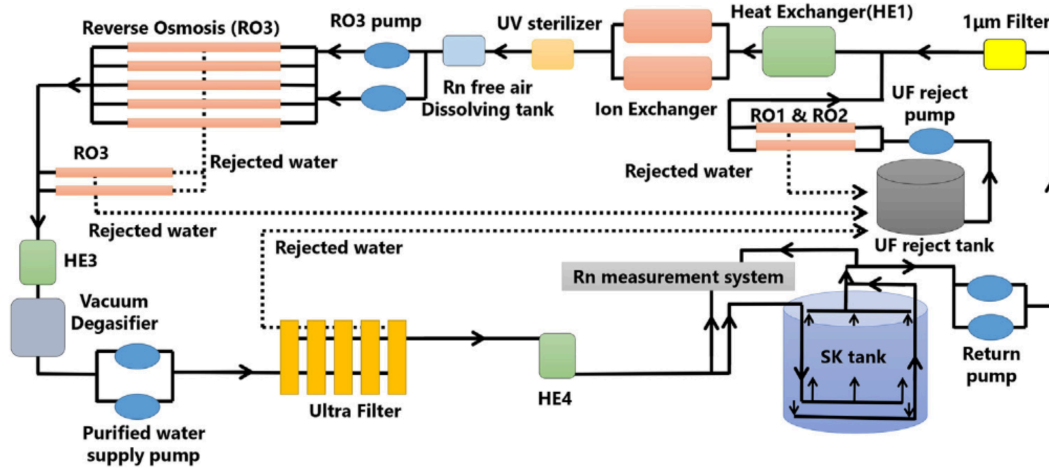 Reverse Osmosis (RO3)
RO3 pump
UV sterilizer
Heat Exchanger(HE1)
1μm Filter
Rn free air
Dissolving tank
Ion Exchanger
RO1 & RO2
UF reject
pump
RO3
Rejected water
Rejected water
Rejected water
UF reject tank
HE3
Rejected water
Rn measurement system
Vacuum
Degasifier
SK tank
Return
pump
Ultra Filter
HE4
Purified water
supply pump